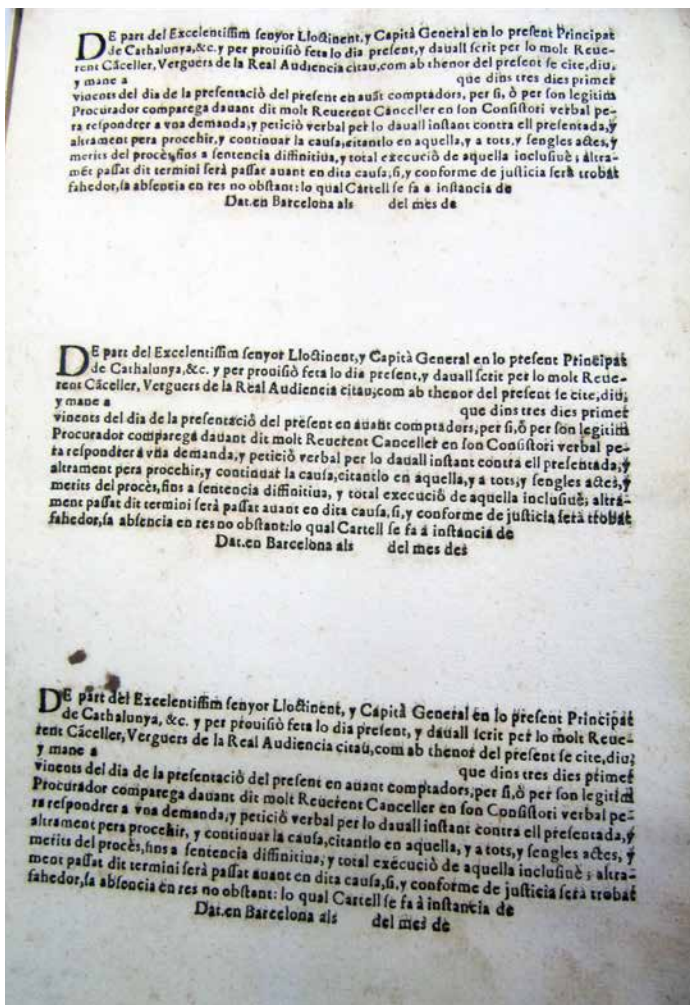 DE part del Excelentiſſim ſenyor Lloctinent, y Capità General en lo preſent Principat
de Cathalunya, &c. y per prouiſiò feta lo dia preſent, y dauall ſcrit per lo molt Reue-
rent Cāceller, Verguers de la Real Audiencia citau, com ab thenor del preſent ſe cite, diu,
y mane a que dins tres dies primer
vinents del dia de la preſentaciò del preſent en auāt comptadors, per ſi, ò per ſon legitim
Procurador comparega dauant dit molt Reuerent Canceller en ſon Conſiſtori verbal pe-
ra reſpondrer a vna demanda, y peticiò verbal per lo dauall inſtant contra ell preſentada, y
altrament pera procehir, y continuar la cauſa, citantlo en aquella, y a tots, y ſengles actes, y
merits del procès, fins a ſentencia diffinitiua, y total execuciò de aquella incluſiuè; altra-
mēt paſſat dit termini ſerà paſſat auant en dita cauſa, ſi, y conforme de juſticia ſerà trobat
fahedor, ſa abſencia en res no obſtant: lo qual Cartell ſe fa a inſtancia de
Dat. en Barcelona als del mes de
DE part del Excelentiſſim ſenyor Lloctinent, y Capità General en lo preſent Principat
de Cathalunya, &c. y per prouiſiò feta lo dia preſent, y dauall ſcrit per lo molt Reue-
rent Cāceller, Verguers de la Real Audiencia citau, com ab thenor del preſent ſe cite, diu,
y mane a que dins tres dies primer
vinents del dia de la preſentaciò del preſent en auant comptadors, per ſi, ò per ſon legitim
Procurador comparega dauant dit molt Reuerent Canceller en ſon Conſiſtori verbal pe-
ra reſpondrer a vna demanda, y peticiò verbal per lo dauall inſtant contra ell preſentada, y
altrament pera procehir, y continuar la cauſa, citantlo en aquella, y a tots, y ſengles actes, y
merits del procès, fins a ſentencia diffinitiua, y total execuciò de aquella incluſiuè; altra-
ment paſſat dit termini ſerà paſſat auant en dita cauſa, ſi, y conforme de juſticia ſerà trobat
fahedor, ſa abſencia en res no obſtant: lo qual Cartell ſe fa à inſtancia de
Dat. en Barcelona als del mes des
DE part del Excelentiſſim ſenyor Lloctinent, y Capità General en lo preſent Principat
de Cathalunya, &c. y per prouiſiò feta lo dia preſent, y dauall ſcrit per lo molt Reue-
rent Cāceller, Verguers de la Real Audiencia citau, com ab thenor del preſent ſe cite, diu,
y mane a que dins tres dies primer
vinents del dia de la preſentaciò del preſent en auant comptadors, per ſi, ò per ſon legitim
Procurador comparega dauant dit molt Reuerent Canceller en ſon Conſiſtori verbal pe-
ra reſpondrer a vna demanda, y peticiò verbal per lo dauall inſtant contra ell preſentada, y
altrament pera procehir, y continuar la cauſa, citantlo en aquella, y a tots, y ſengles actes, y
merits del procès, fins a ſentencia diffinitiua, y total execuciò de aquella incluſiuè; altra-
ment paſſat dit termini ſerà paſſat auant en dita cauſa, ſi, y conforme de juſticia ſerà trobat
fahedor, ſa abſencia en res no obſtant: lo qual Cartell ſe fa à inſtancia de
Dat. en Barcelona als del mes de